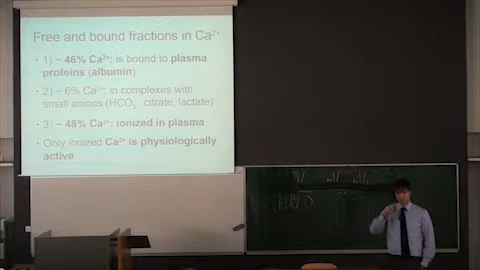 Free and bound fractions in Ca²⁺
• 1) ~ 46% Ca²⁺: is bound to plasma
proteins (albumin)
• 2) ~ 6% Ca²⁺: in complexes with
small anions (HCO₃⁻ citrate, lactate)
• 3) ~ 48% Ca²⁺: ionized in plasma
• Only ionized Ca²⁺ is physiologically
active